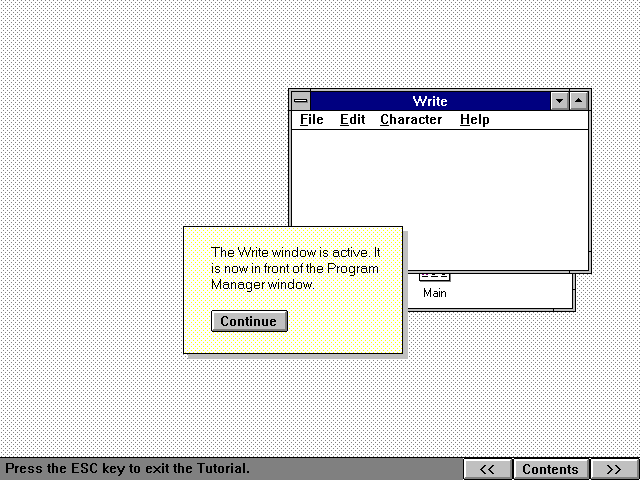 Write
File Edit Character Help
The Write window is active. It
is now in front of the Program
Manager window.
Continue
Main
Press the ESC key to exit the Tutorial.
<< Contents >>